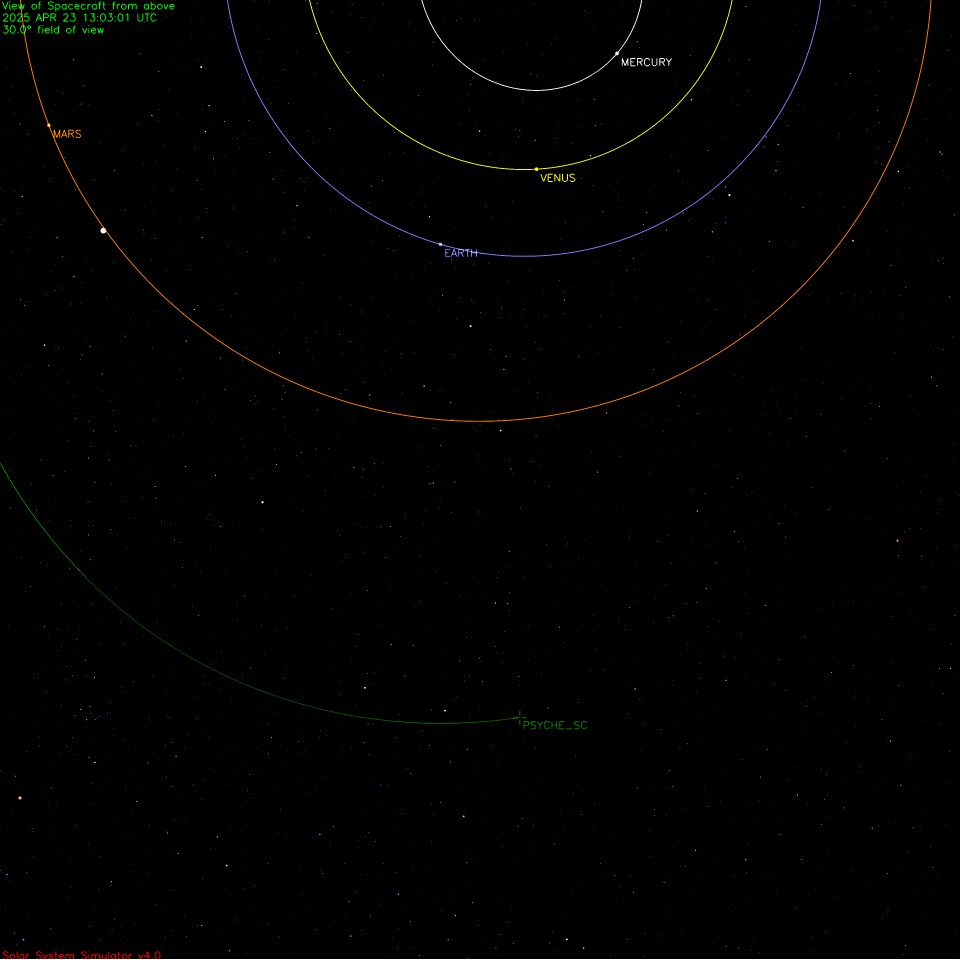 View of Spacecraft from above
2025 APR 23 13:03:01 UTC
30.0° field of view
MERCURY
MARS
VENUS
EARTH
PSYCHE_SC
Solar System Simulator v4.0